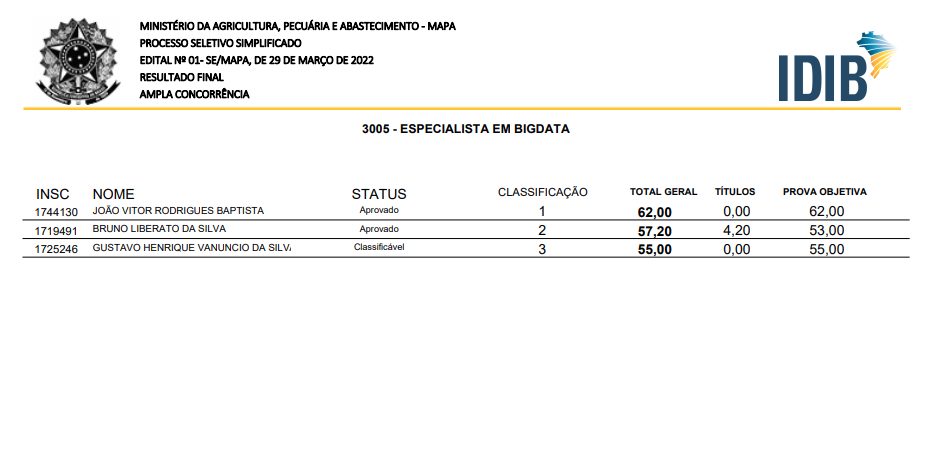 MINISTÉRIO DA AGRICULTURA, PECUÁRIA E ABASTECIMENTO - MAPA
PROCESSO SELETIVO SIMPLIFICADO
EDITAL Nº 01- SE/MAPA, DE 29 DE MARÇO DE 2022
RESULTADO FINAL
AMPLA CONCORRÊNCIA
IDIB
3005 - ESPECIALISTA EM BIGDATA
INSC NOME STATUS CLASSIFICAÇÃO TOTAL GERAL TÍTULOS PROVA OBJETIVA
1744130 JOÃO VITOR RODRIGUES BAPTISTA Aprovado 1 62,00 0,00 62,00
1719491 BRUNO LIBERATO DA SILVA Aprovado 2 57,20 4,20 53,00
1725246 GUSTAVO HENRIQUE VANUNCIO DA SILV Classificável 3 55,00 0,00 55,00